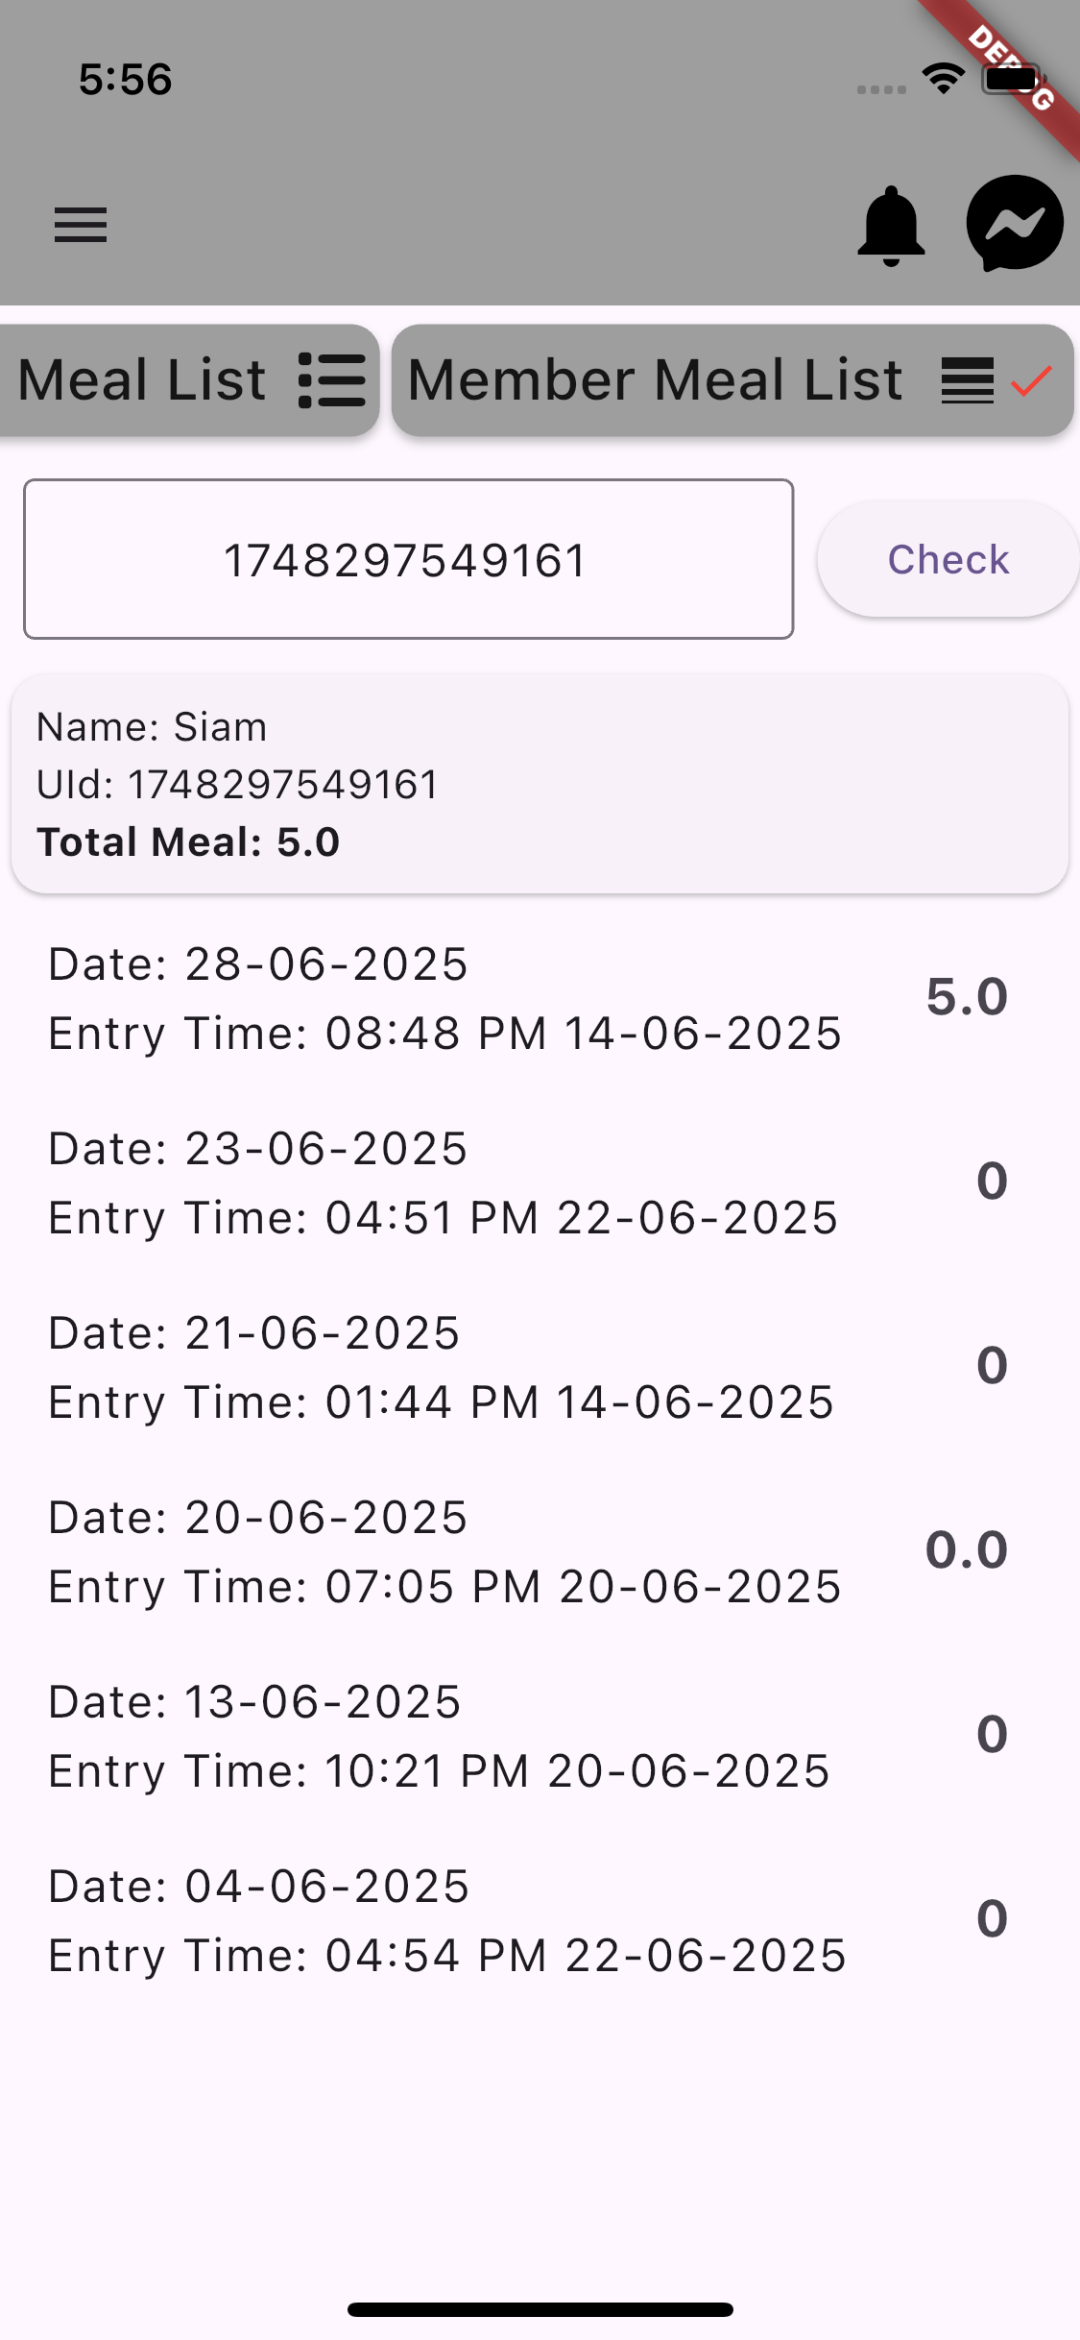 5:56
DEBUG
Meal List
Member Meal List
1748297549161
Check
Name: Siam
UId: 1748297549161
Total Meal: 5.0
Date: 28-06-2025
5.0
Entry Time: 08:48 PM 14-06-2025
Date: 23-06-2025
0
Entry Time: 04:51 PM 22-06-2025
Date: 21-06-2025
0
Entry Time: 01:44 PM 14-06-2025
Date: 20-06-2025
0.0
Entry Time: 07:05 PM 20-06-2025
Date: 13-06-2025
0
Entry Time: 10:21 PM 20-06-2025
Date: 04-06-2025
0
Entry Time: 04:54 PM 22-06-2025